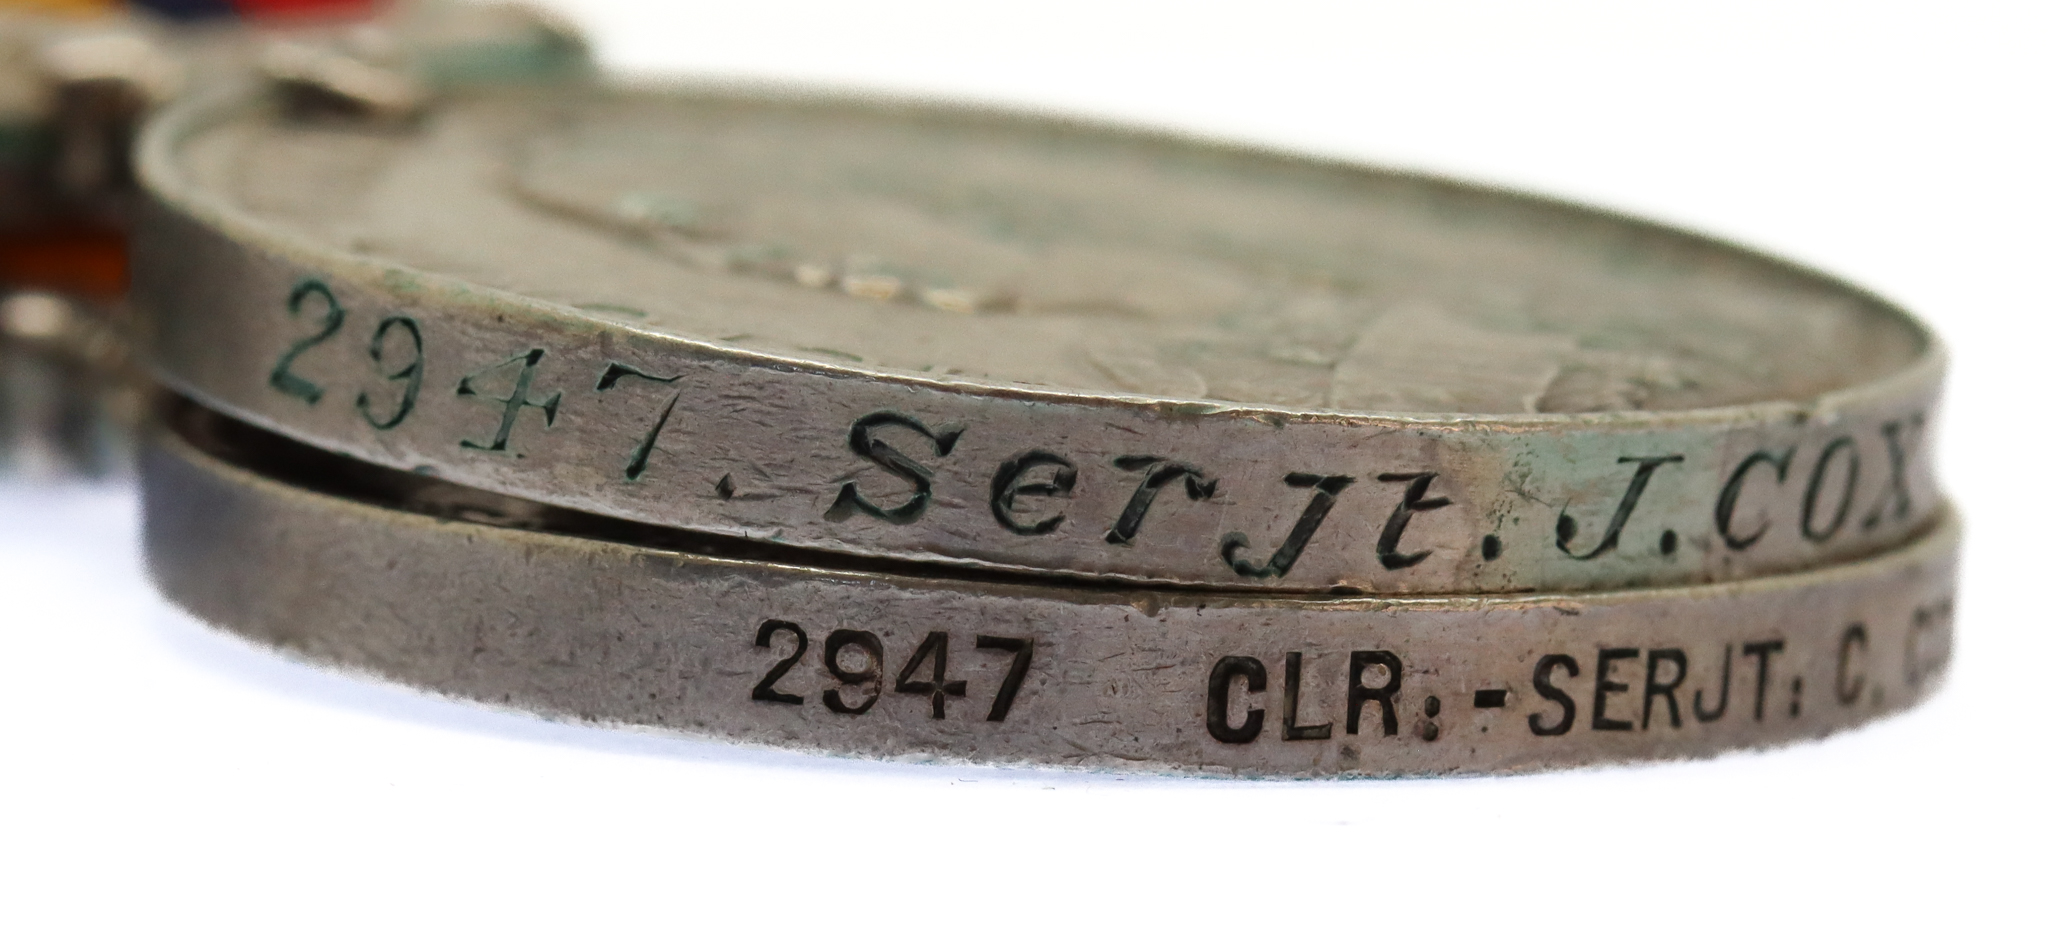 2947. Serjt. J. COX
2947 CLR:-SERJT: C.